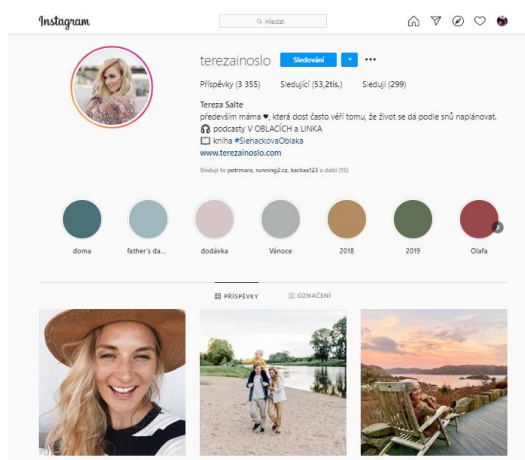 Instagram
Hledat
terezainoslo Sledování
Příspěvky (3 355) Sledující (53,2tis.) Sleduji (299)
Tereza Salte
především máma ♥, která dost často věří tomu, že život se dá podle snů naplánovat.
🎧 podcasty V OBLACÍCH a LINKA
📖 kniha #SlehackovaOblaka
www.terezainoslo.com
Sledují to petrmara, running2.cz, kockav123 a další (15)
doma father's da... dodávka Vánoce 2018 2019 Olafa
PŘÍSPĚVKY OZNAČENÍ